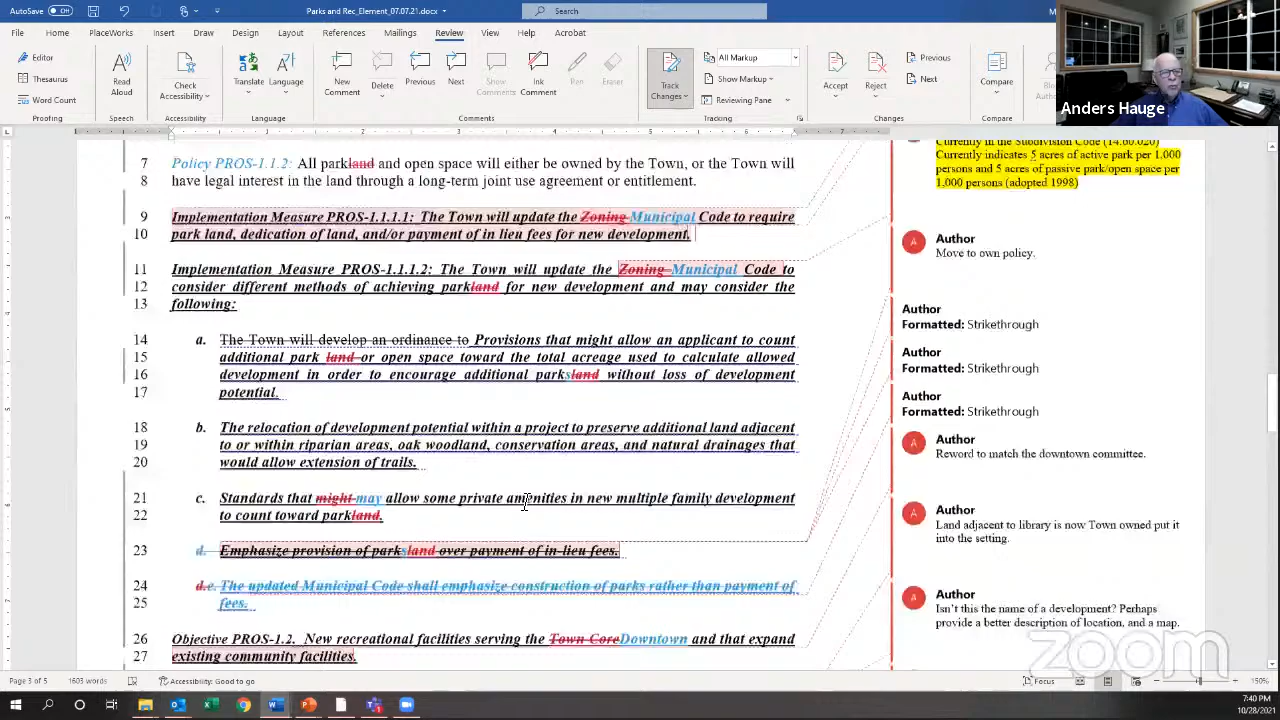 AutoSave Off Parks and Rec_Element_07.07.21.docx Search
File Home PlaceWorks Insert Draw Design Layout References Mailings Review View Help Acrobat
Editor
Thesaurus
Word Count
Proofing
Read Aloud
Speech
Check Accessibility
Accessibility
Translate
Language
Language
New Comment
Delete
Previous
Next
Show Comments
Comments
Ink Comment
Pen
Eraser
Ink
Track Changes
All Markup
Show Markup
Reviewing Pane
Tracking
Accept
Reject
Previous
Next
Changes
Compare
Compare
Anders Hauge
7 Policy PROS-1.1.2: All parkland and open space will either be owned by the Town, or the Town will
8 have legal interest in the land through a long-term joint use agreement or entitlement.
9 Implementation Measure PROS-1.1.1.1: The Town will update the Zoning Municipal Code to require
10 park land, dedication of land, and/or payment of in lieu fees for new development.
11 Implementation Measure PROS-1.1.1.2: The Town will update the Zoning Municipal Code to
12 consider different methods of achieving parkland for new development and may consider the
13 following:
14 a. The Town will develop an ordinance to Provisions that might allow an applicant to count
15 additional park land or open space toward the total acreage used to calculate allowed
16 development in order to encourage additional parksland without loss of development
17 potential.
18 b. The relocation of development potential within a project to preserve additional land adjacent
19 to or within riparian areas, oak woodland, conservation areas, and natural drainages that
20 would allow extension of trails.
21 c. Standards that might may allow some private amenities in new multiple family development
22 to count toward parkland.
23 d. Emphasize provision of parksland over payment of in-lieu fees.
24 d.e. The updated Municipal Code shall emphasize construction of parks rather than payment of
25 fees.
26 Objective PROS-1.2. New recreational facilities serving the Town Core Downtown and that expand
27 existing community facilities.
Currently in the Subdivision Code (14.60.020)
Currently indicates 5 acres of active park per 1,000
persons and 5 acres of passive park/open space per
1,000 persons (adopted 1998)
A Author
Move to own policy.
Author
Formatted: Strikethrough
Author
Formatted: Strikethrough
Author
Formatted: Strikethrough
A Author
Reword to match the downtown committee.
A Author
Land adjacent to library is now Town owned put it
into the setting.
A Author
Isn't this the name of a development? Perhaps
provide a better description of location, and a map.
zoom
Page 3 of 5 1603 words Accessibility: Good to go Focus 150%
7:40 PM
10/28/2021